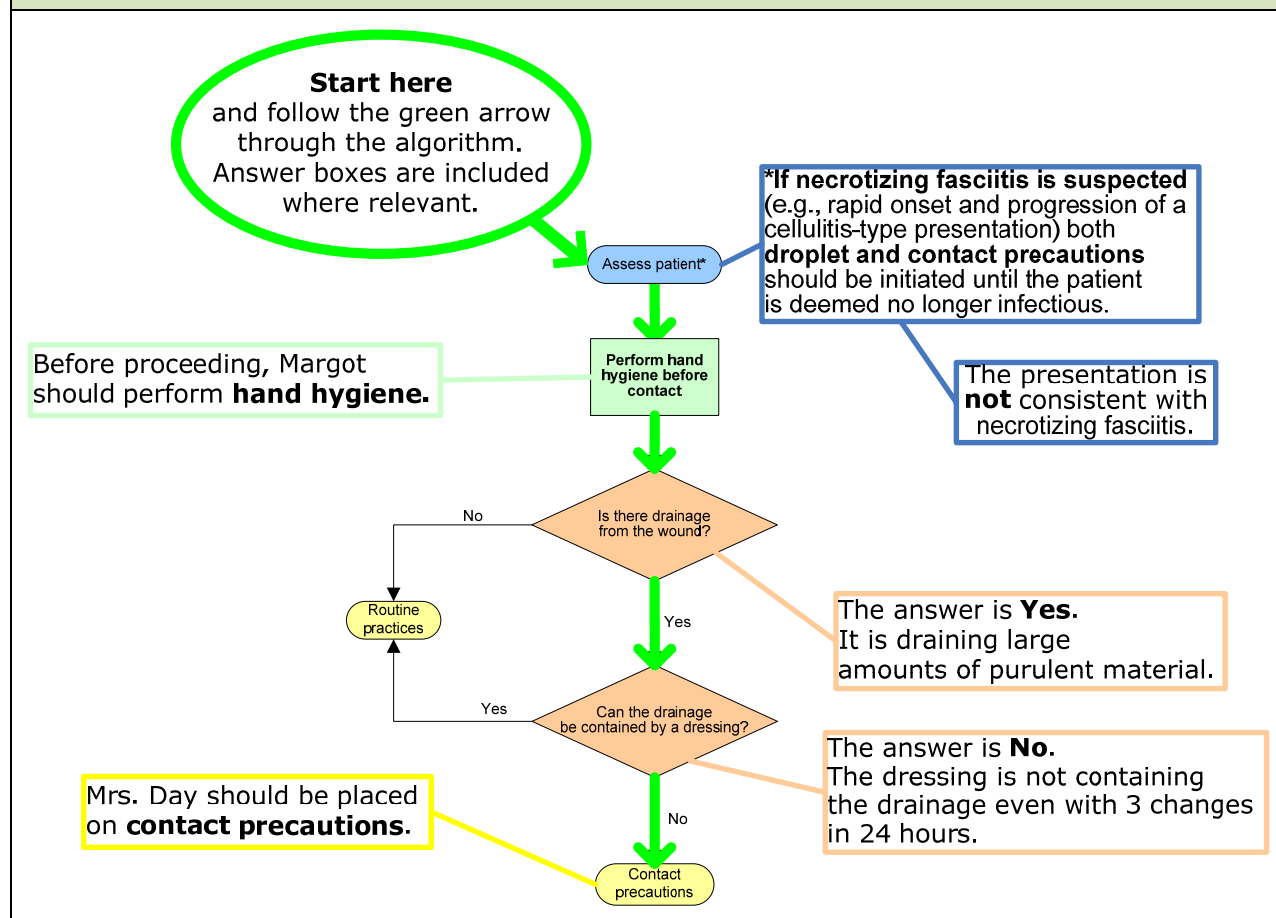 Start here
and follow the green arrow
through the algorithm.
Answer boxes are included
where relevant.
*If necrotizing fasciitis is suspected
(e.g., rapid onset and progression of a
cellulitis-type presentation) both
droplet and contact precautions
should be initiated until the patient
is deemed no longer infectious.
Assess patient*
The presentation is
not consistent with
necrotizing fasciitis.
Before proceeding, Margot
should perform hand hygiene.
Perform hand
hygiene before
contact
Is there drainage
from the wound?
No
Routine
practices
Yes
The answer is Yes.
It is draining large
amounts of purulent material.
Can the drainage
be contained by a dressing?
Yes
The answer is No.
The dressing is not containing
the drainage even with 3 changes
in 24 hours.
Mrs. Day should be placed
on contact precautions.
No
Contact
precautions